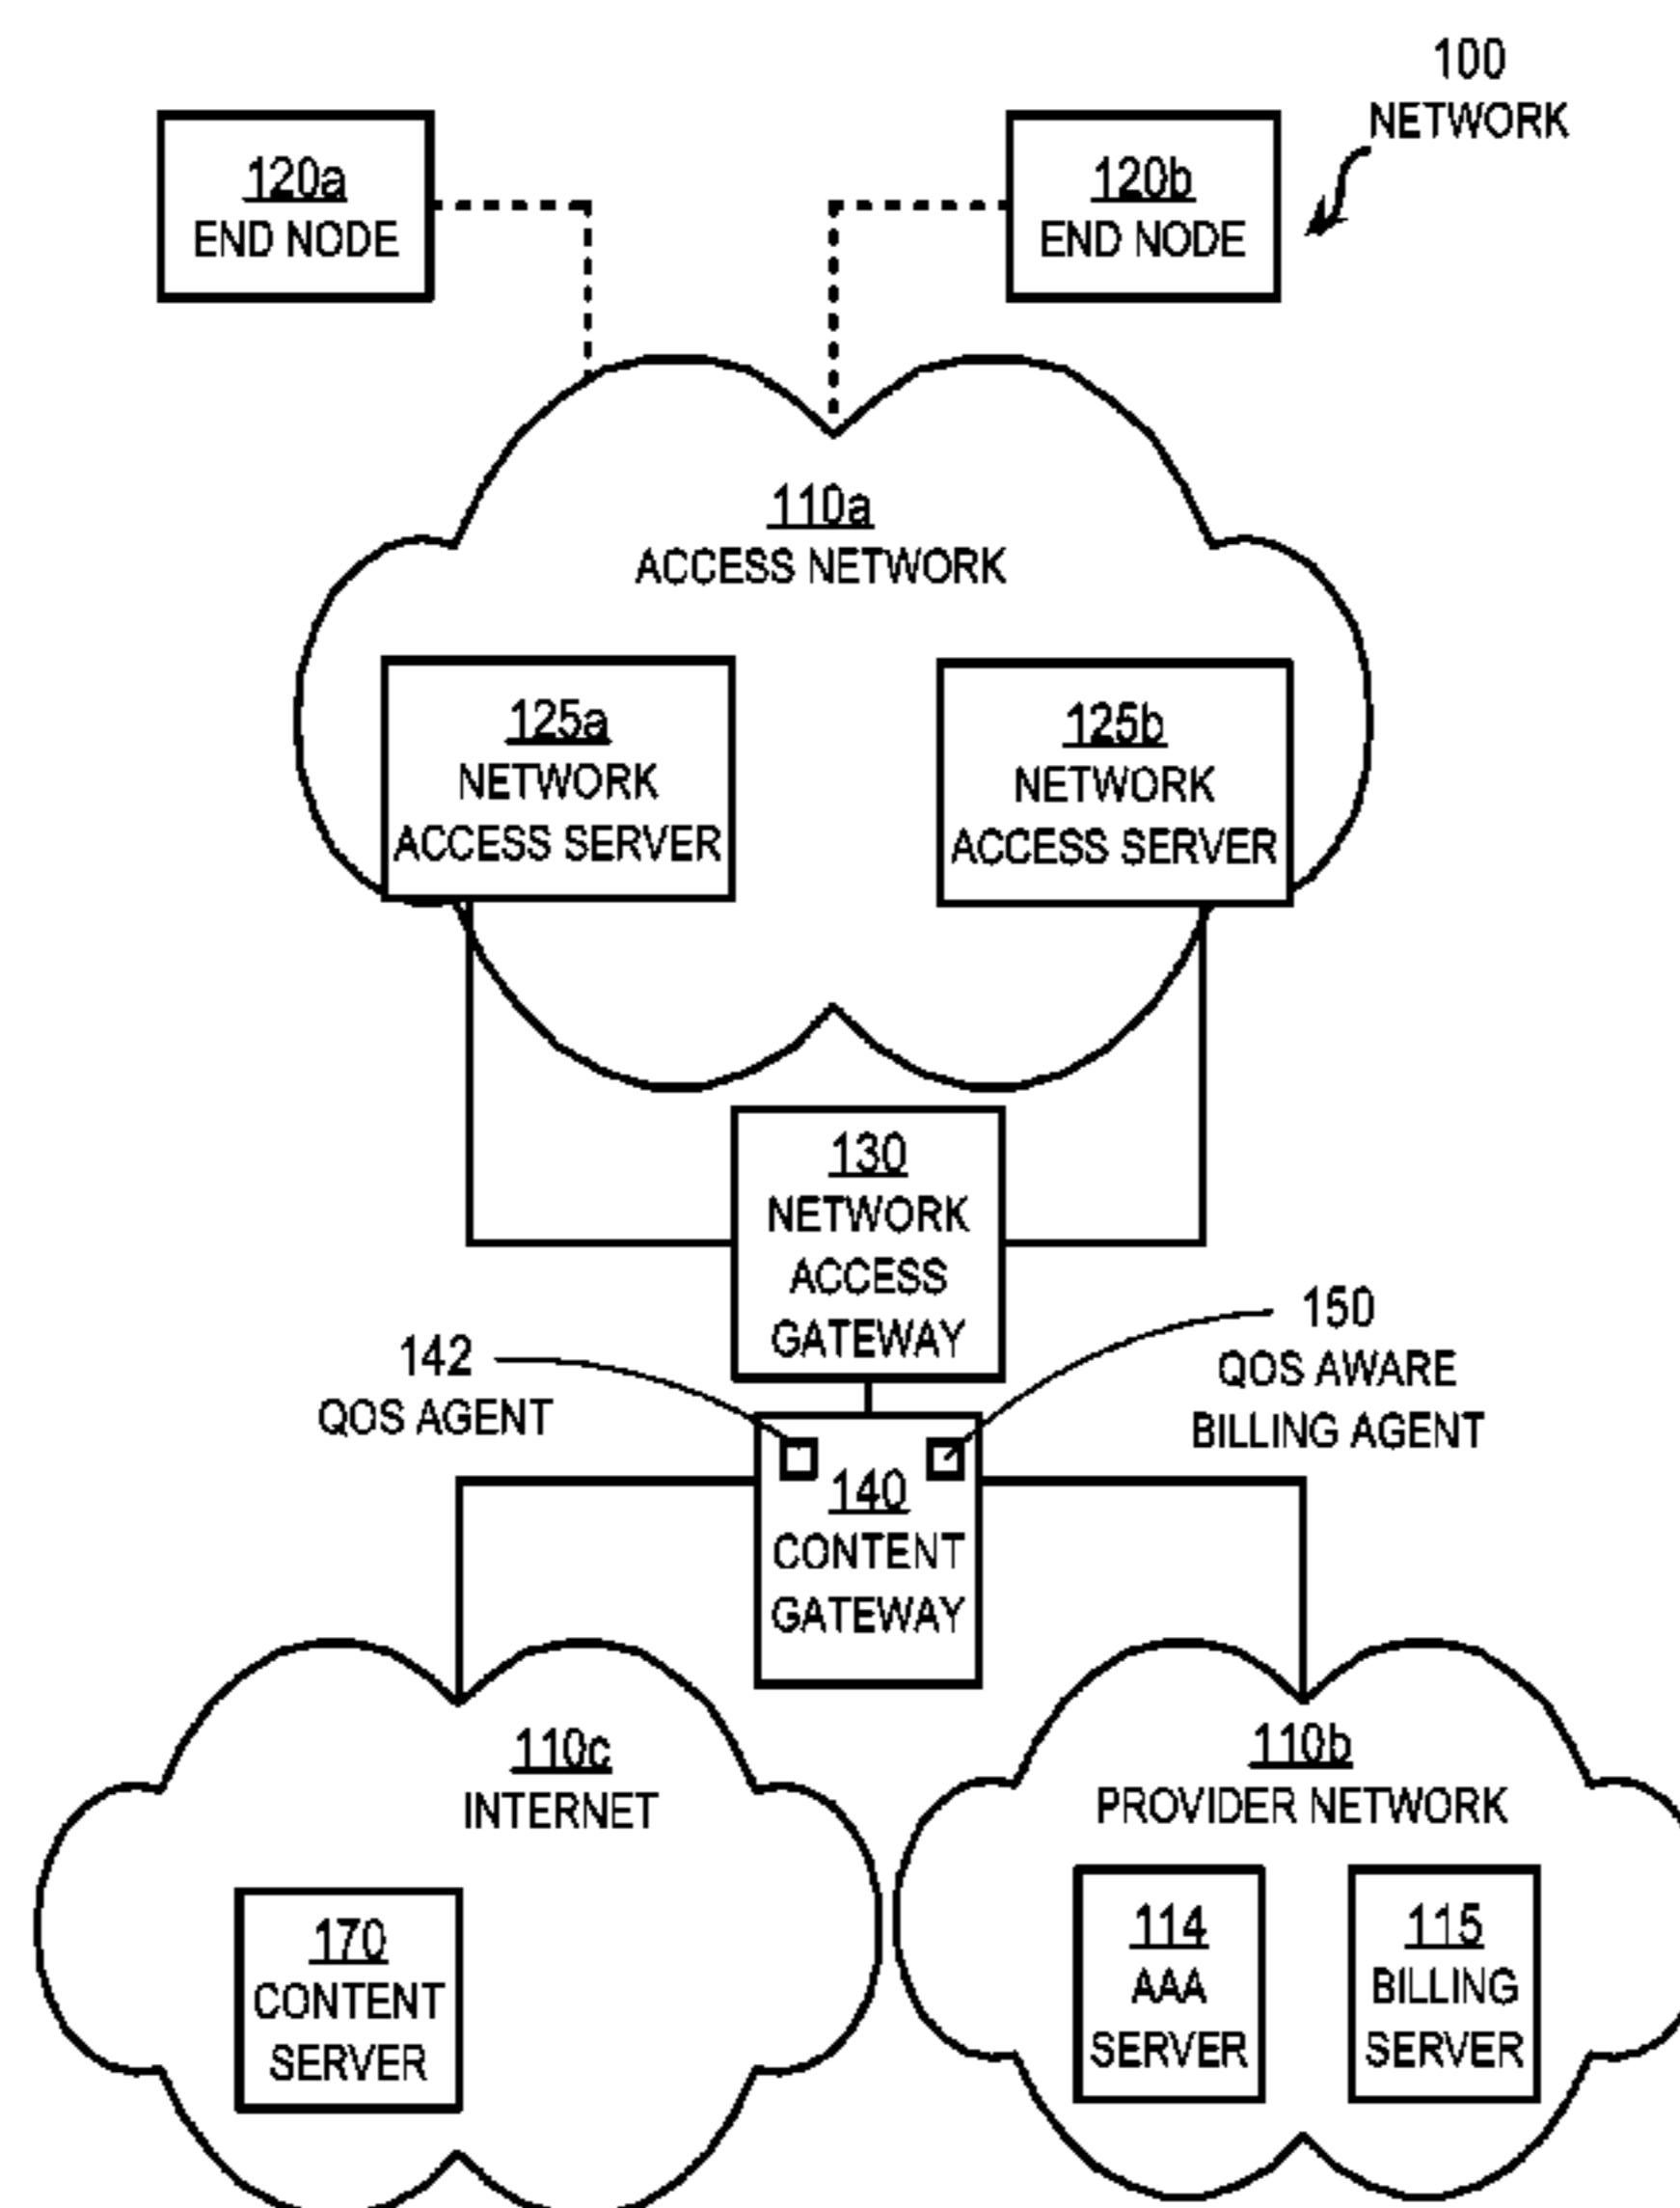 100
NETWORK
120a
END NODE
120b
END NODE
110a
ACCESS NETWORK
125a
NETWORK
ACCESS SERVER
125b
NETWORK
ACCESS SERVER
130
NETWORK
ACCESS
GATEWAY
142
QOS AGENT
150
QOS AWARE
BILLING AGENT
140
CONTENT
GATEWAY
110c
INTERNET
170
CONTENT
SERVER
110b
PROVIDER NETWORK
114
AAA
SERVER
115
BILLING
SERVER